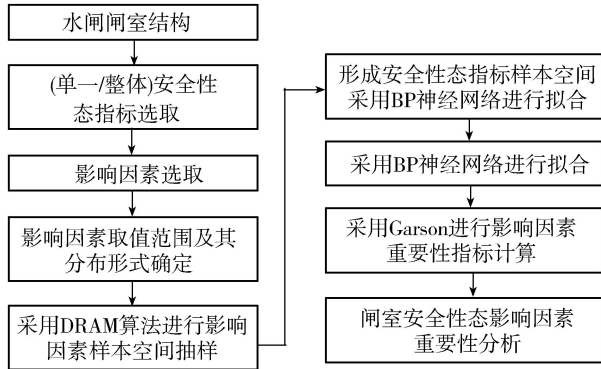 水闸闸室结构
(单一/整体)安全性
态指标选取
影响因素选取
影响因素取值范围及其
分布形式确定
采用DRAM算法进行影响
因素样本空间抽样
形成安全性态指标样本空间
采用BP神经网络进行拟合
采用BP神经网络进行拟合
采用Garson进行影响因素
重要性指标计算
闸室安全性态影响因素
重要性分析